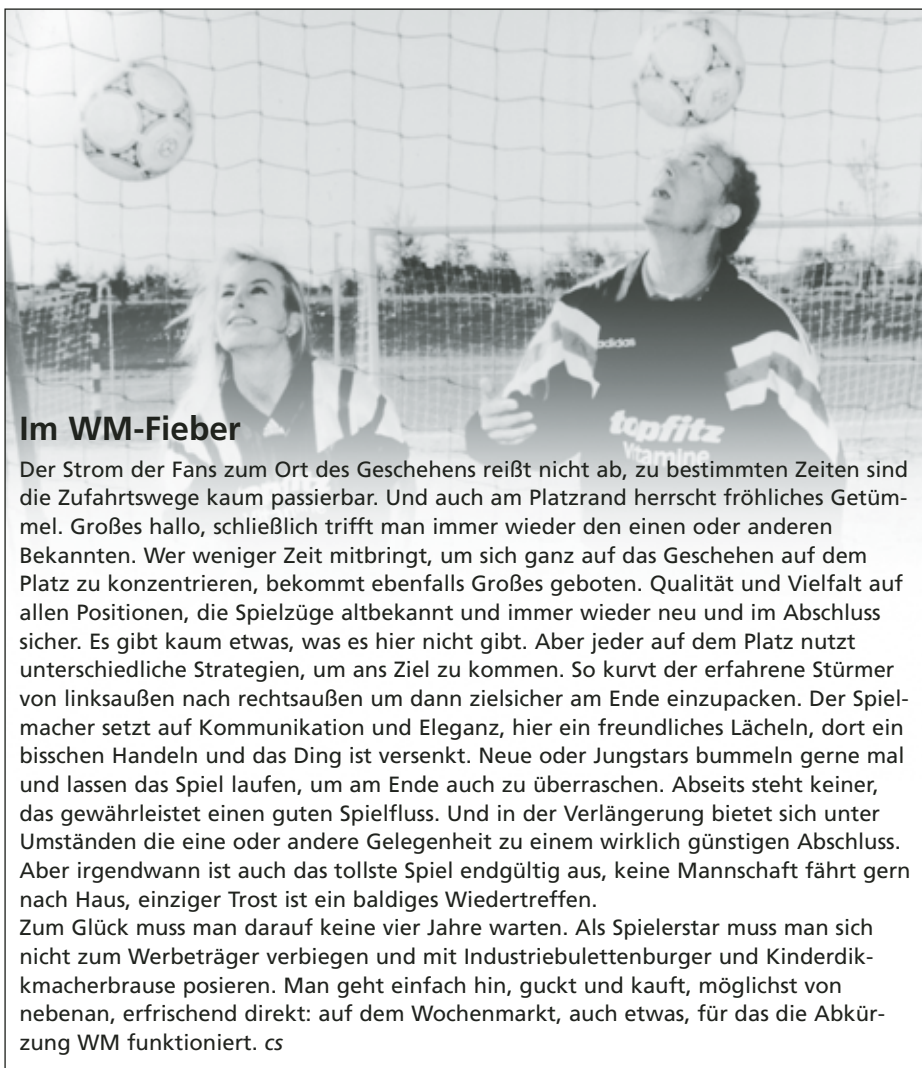 adidas
topfitz
Vitamine
Im WM-Fieber
Der Strom der Fans zum Ort des Geschehens reißt nicht ab, zu bestimmten Zeiten sind
die Zufahrtswege kaum passierbar. Und auch am Platzrand herrscht fröhliches Getüm-
mel. Großes hallo, schließlich trifft man immer wieder den einen oder anderen
Bekannten. Wer weniger Zeit mitbringt, um sich ganz auf das Geschehen auf dem
Platz zu konzentrieren, bekommt ebenfalls Großes geboten. Qualität und Vielfalt auf
allen Positionen, die Spielzüge altbekannt und immer wieder neu und im Abschluss
sicher. Es gibt kaum etwas, was es hier nicht gibt. Aber jeder auf dem Platz nutzt
unterschiedliche Strategien, um ans Ziel zu kommen. So kurvt der erfahrene Stürmer
von linksaußen nach rechtsaußen um dann zielsicher am Ende einzupacken. Der Spiel-
macher setzt auf Kommunikation und Eleganz, hier ein freundliches Lächeln, dort ein
bisschen Handeln und das Ding ist versenkt. Neue oder Jungstars bummeln gerne mal
und lassen das Spiel laufen, um am Ende auch zu überraschen. Abseits steht keiner,
das gewährleistet einen guten Spielfluss. Und in der Verlängerung bietet sich unter
Umständen die eine oder andere Gelegenheit zu einem wirklich günstigen Abschluss.
Aber irgendwann ist auch das tollste Spiel endgültig aus, keine Mannschaft fährt gern
nach Haus, einziger Trost ist ein baldiges Wiedertreffen.
Zum Glück muss man darauf keine vier Jahre warten. Als Spielerstar muss man sich
nicht zum Werbeträger verbiegen und mit Industriebulettenburger und Kinderdik-
kmacherbrause posieren. Man geht einfach hin, guckt und kauft, möglichst von
nebenan, erfrischend direkt: auf dem Wochenmarkt, auch etwas, für das die Abkür-
zung WM funktioniert. cs